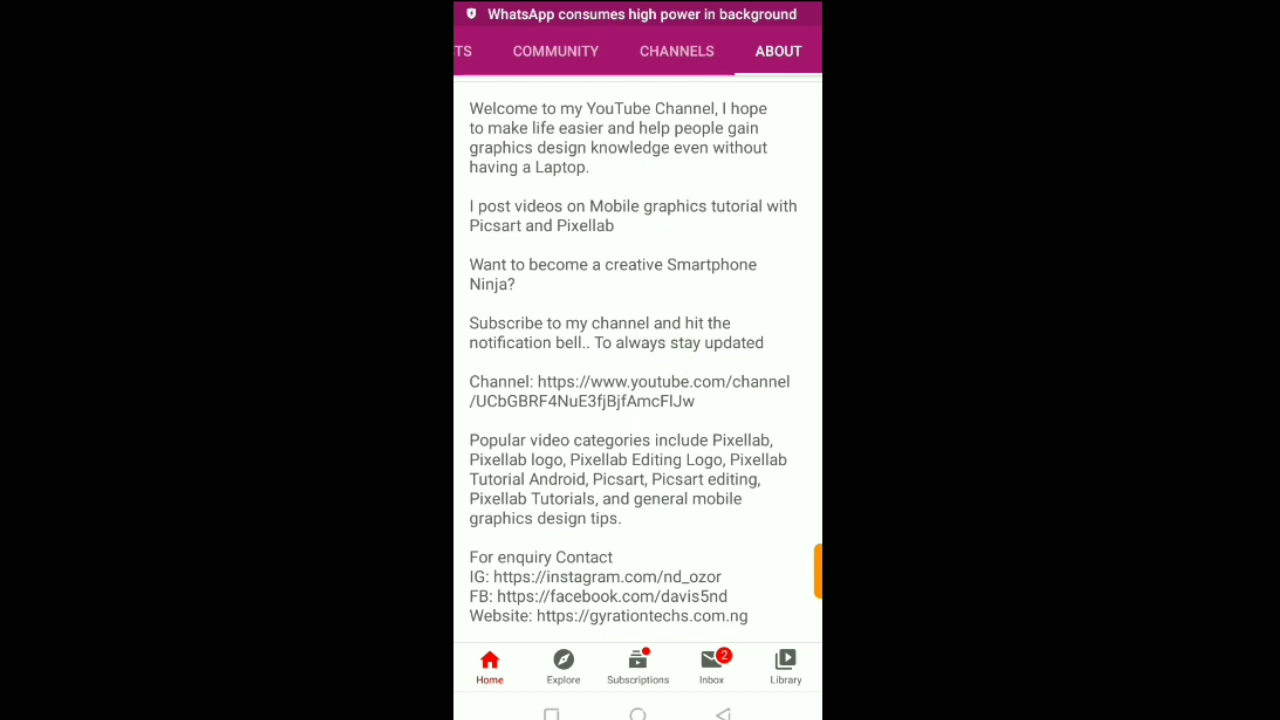 WhatsApp consumes high power in background
TS COMMUNITY CHANNELS ABOUT
Welcome to my YouTube Channel, I hope
to make life easier and help people gain
graphics design knowledge even without
having a Laptop.
I post videos on Mobile graphics tutorial with
Picsart and Pixellab
Want to become a creative Smartphone
Ninja?
Subscribe to my channel and hit the
notification bell.. To always stay updated
Channel: https://www.youtube.com/channel
/UCbGBRF4NuE3fjBjfAmcFlJw
Popular video categories include Pixellab,
Pixellab logo, Pixellab Editing Logo, Pixellab
Tutorial Android, Picsart, Picsart editing,
Pixellab Tutorials, and general mobile
graphics design tips.
For enquiry Contact
IG: https://instagram.com/nd_ozor
FB: https://facebook.com/davis5nd
Website: https://gyrationtechs.com.ng
2
Home Explore Subscriptions Inbox Library